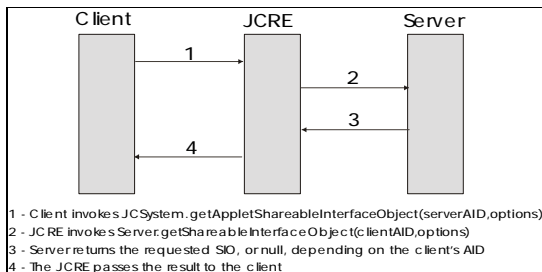 Client JCRE Server
1
2
3
4
1 - Client invokes JCSystem.getAppletShareableInterfaceObject(serverAID,options)
2 - JCRE invokes Server.getShareableInterfaceObject(clientAID,options)
3 - Server returns the requested SIO, or null, depending on the client's AID
4 - The JCRE passes the result to the client